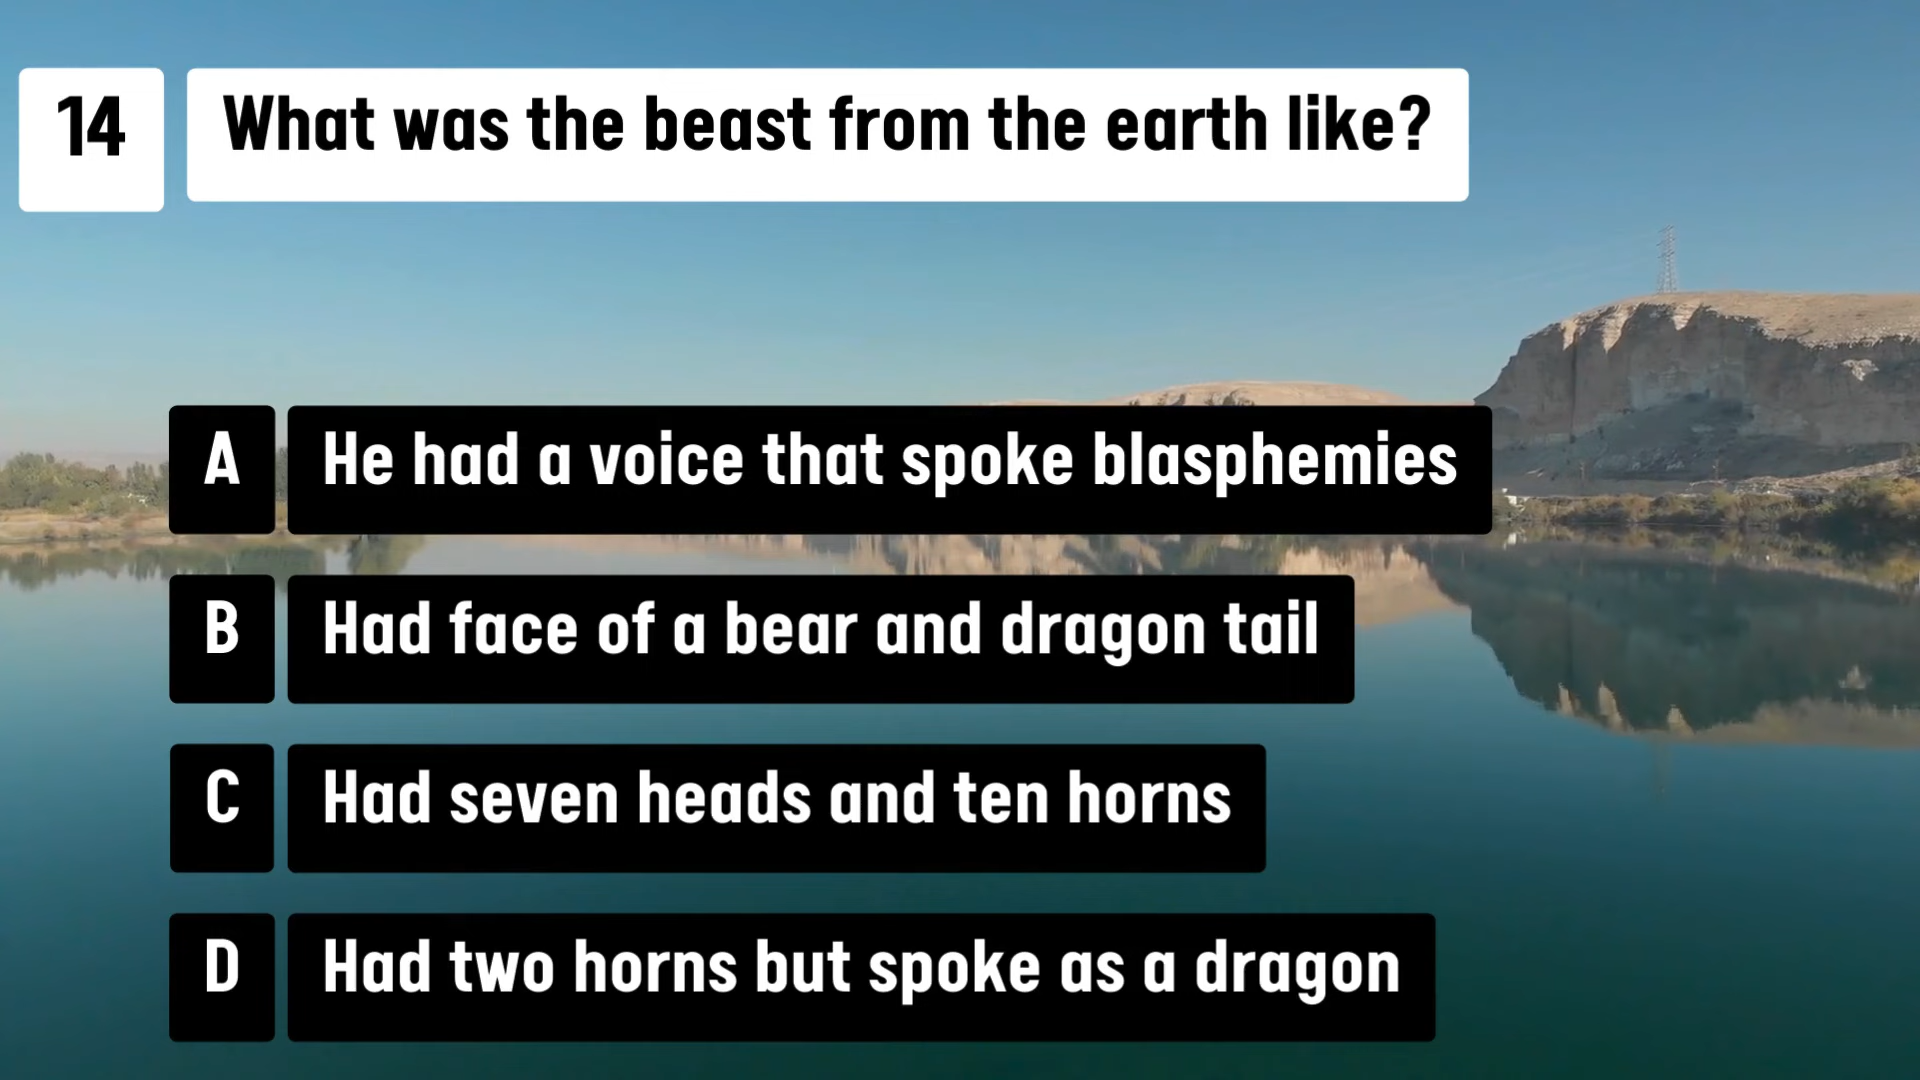 14
What was the beast from the earth like?
A
He had a voice that spoke blasphemies
B
Had face of a bear and dragon tail
C
Had seven heads and ten horns
D
Had two horns but spoke as a dragon